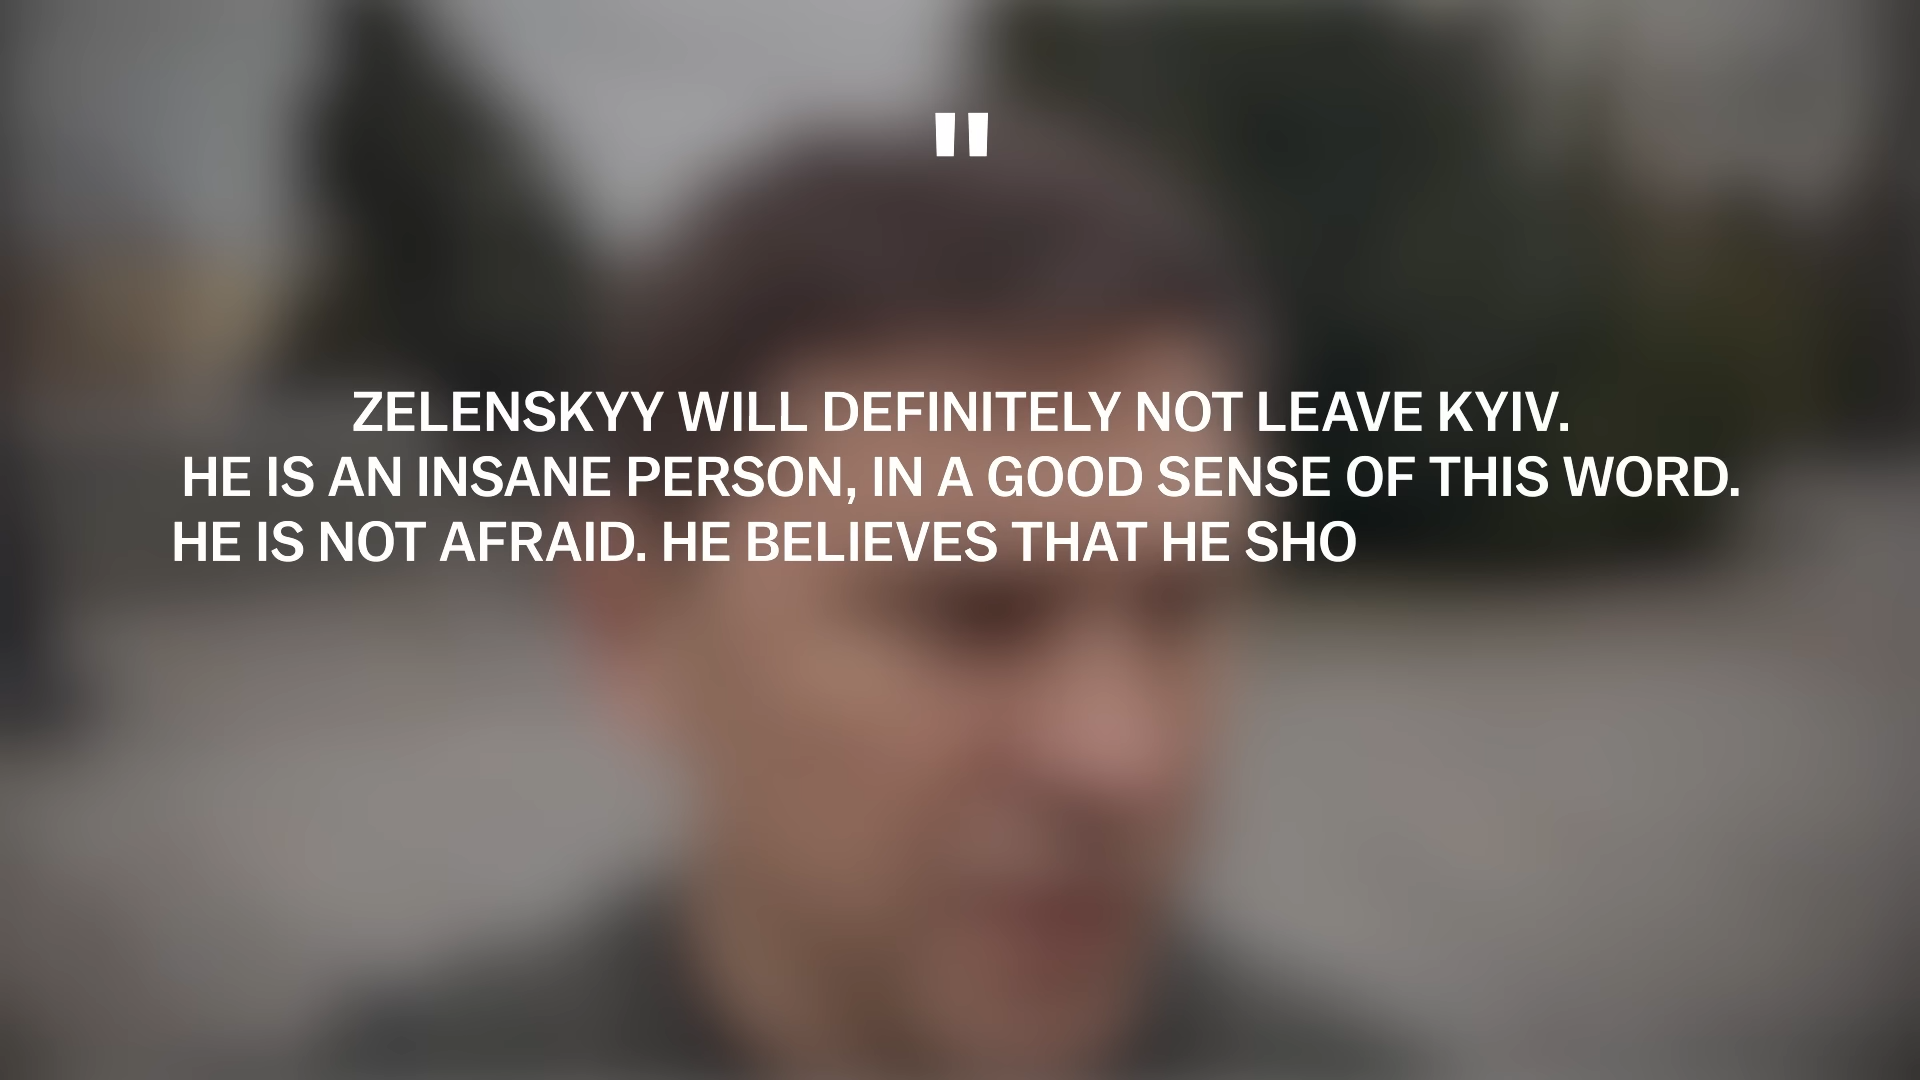 "
ZELENSKYY WILL DEFINITELY NOT LEAVE KYIV.
HE IS AN INSANE PERSON, IN A GOOD SENSE OF THIS WORD.
HE IS NOT AFRAID. HE BELIEVES THAT HE SHO